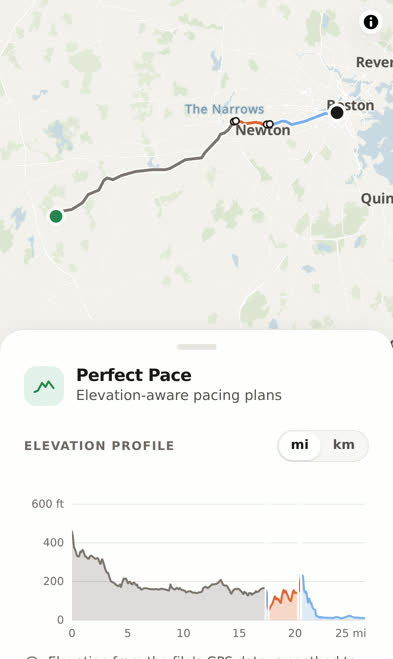 Rever
The Narrows
Boston
Newton
Quin
Perfect Pace
Elevation-aware pacing plans
ELEVATION PROFILE
mi
km
600 ft
400
200
0
0
5
10
15
20
25 mi